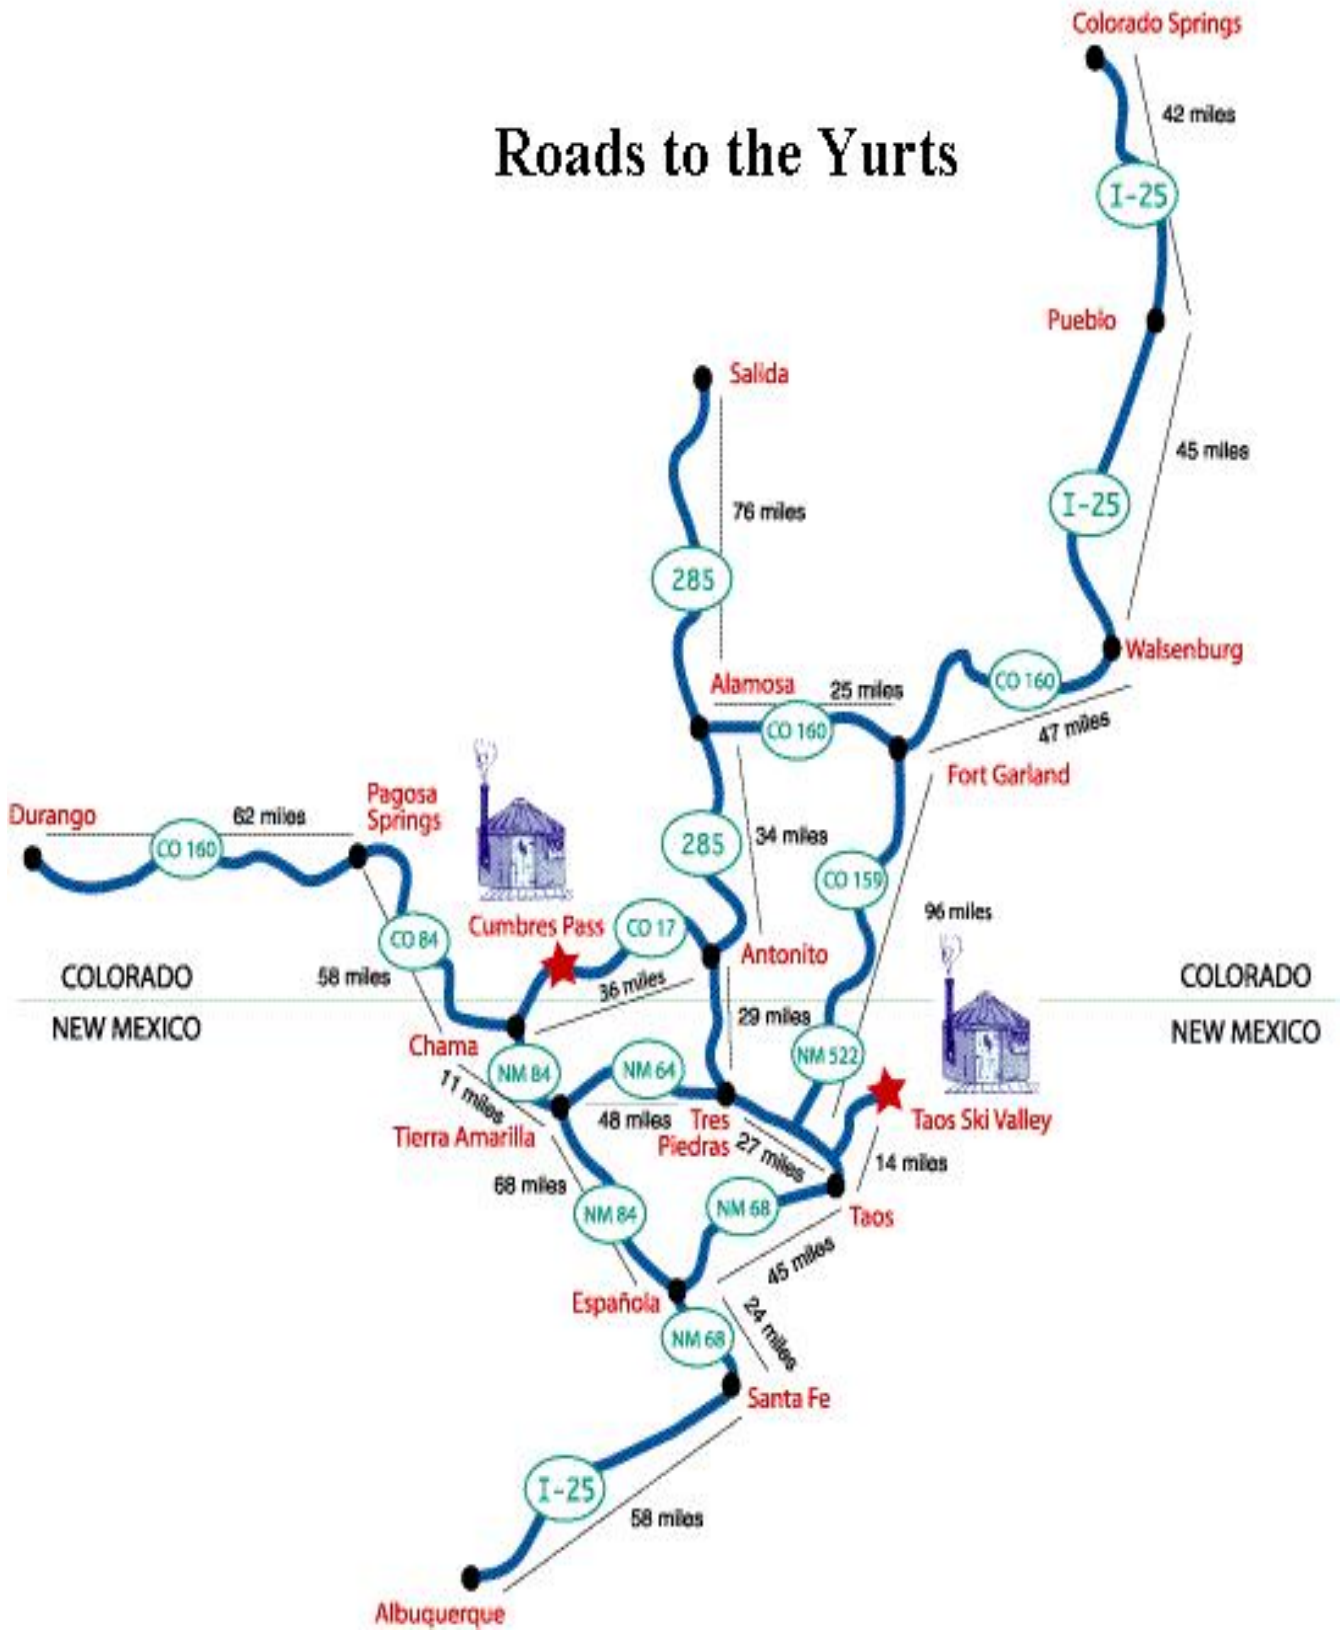 Colorado Springs
42 miles
Roads to the Yurts
I-25
Pueblo
Salida
45 miles
I-25
76 miles
285
Walsenburg
CO 160
Alamosa
25 miles
CO 160
47 miles
Fort Garland
Durango
62 miles
CO 160
Pagosa
Springs
285
34 miles
CO 159
96 miles
Cumbres Pass
CO 17
CO 84
Antonito
58 miles
36 miles
COLORADO
COLORADO
NEW MEXICO
NEW MEXICO
29 miles
Chama
NM 522
NM 84
NM 64
11 miles
48 miles
Tres
Piedras
Taos Ski Valley
Tierra Amarilla
27 miles
14 miles
68 miles
NM 84
NM 68
Taos
45 miles
Española
24 miles
NM 68
Santa Fe
I-25
58 miles
Albuquerque